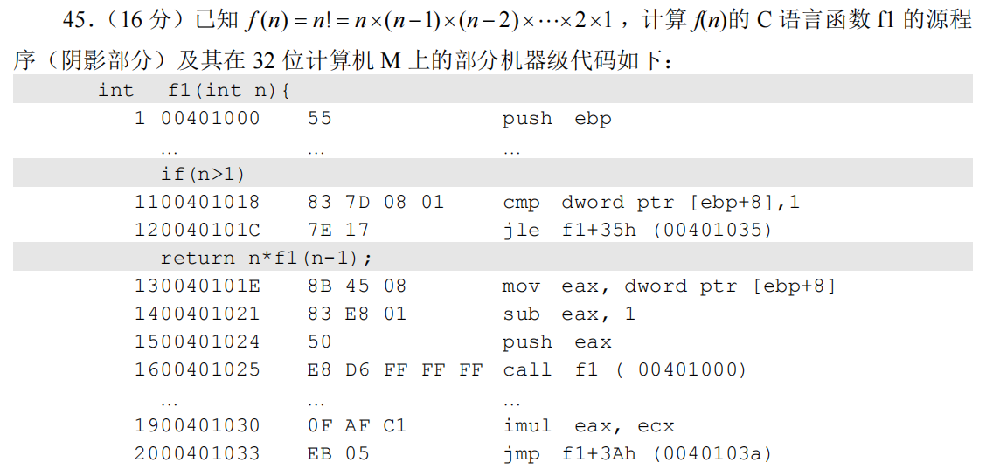 45.（16 分）已知 f(n) = n! = n×(n−1)×(n−2)×⋯×2×1，计算 f(n)的 C 语言函数 f1 的源程
序（阴影部分）及其在 32 位计算机 M 上的部分机器级代码如下：
int f1(int n){
1 00401000 55 push ebp
… … …
if(n>1)
1100401018 83 7D 08 01 cmp dword ptr [ebp+8],1
120040101C 7E 17 jle f1+35h (00401035)
return n*f1(n-1);
130040101E 8B 45 08 mov eax, dword ptr [ebp+8]
1400401021 83 E8 01 sub eax, 1
1500401024 50 push eax
1600401025 E8 D6 FF FF FF call f1 ( 00401000)
… … …
1900401030 0F AF C1 imul eax, ecx
2000401033 EB 05 jmp f1+3Ah (0040103a)